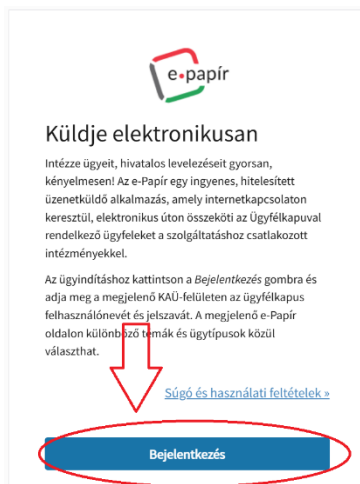 e-papír
Küldje elektronikusan
Intézze ügyeit, hivatalos levelezéseit gyorsan,
kényelmesen! Az e-Papír egy ingyenes, hitelesített
üzenetküldő alkalmazás, amely internetkapcsolaton
keresztül, elektronikus úton összeköti az Ügyfélkapuval
rendelkező ügyfeleket a szolgáltatáshoz csatlakozott
intézményekkel.
Az ügyindításhoz kattintson a Bejelentkezés gombra és
adja meg a megjelenő KAÜ-felületen az ügyfélkapus
felhasználónevét és jelszavát. A megjelenő e-Papír
oldalon különböző témák és ügytípusok közül
választhat.
Súgó és használati feltételek »
Bejelentkezés